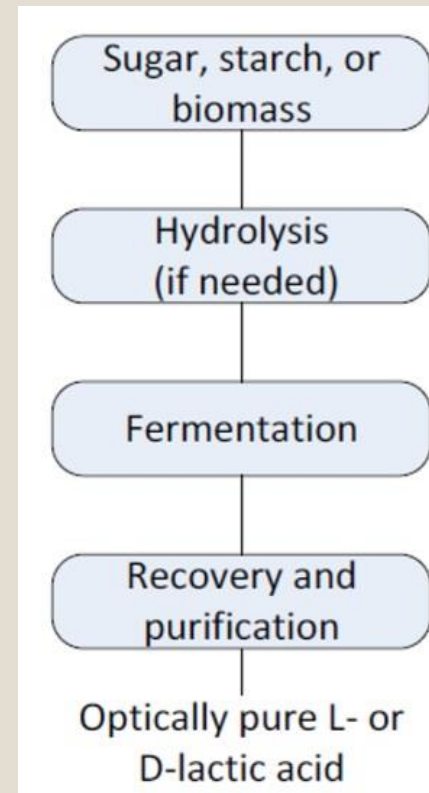 Sugar, starch, or
biomass
Hydrolysis
(if needed)
Fermentation
Recovery and
purification
Optically pure L- or
D-lactic acid